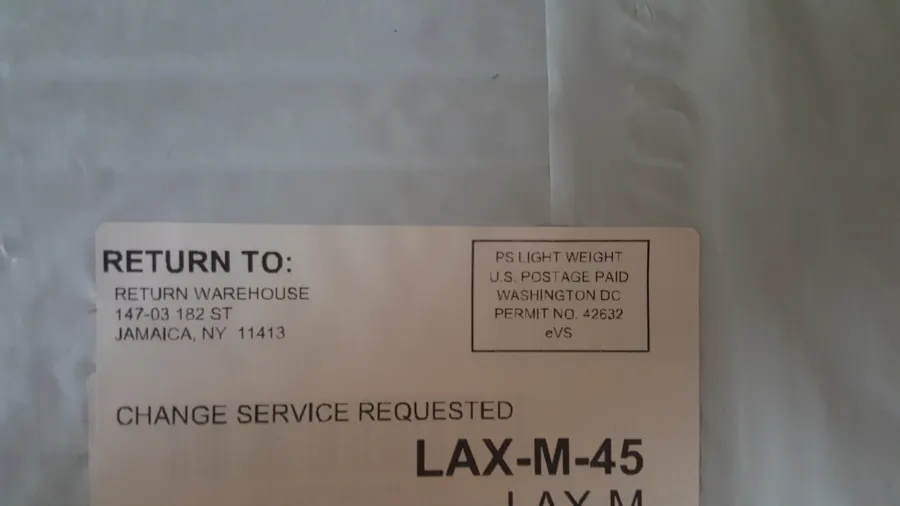 RETURN TO:
RETURN WAREHOUSE
147-03 182 ST
JAMAICA, NY 11413
PS LIGHT WEIGHT
U.S. POSTAGE PAID
WASHINGTON DC
PERMIT NO. 42632
eVS
CHANGE SERVICE REQUESTED
LAX-M-45
LAX-M